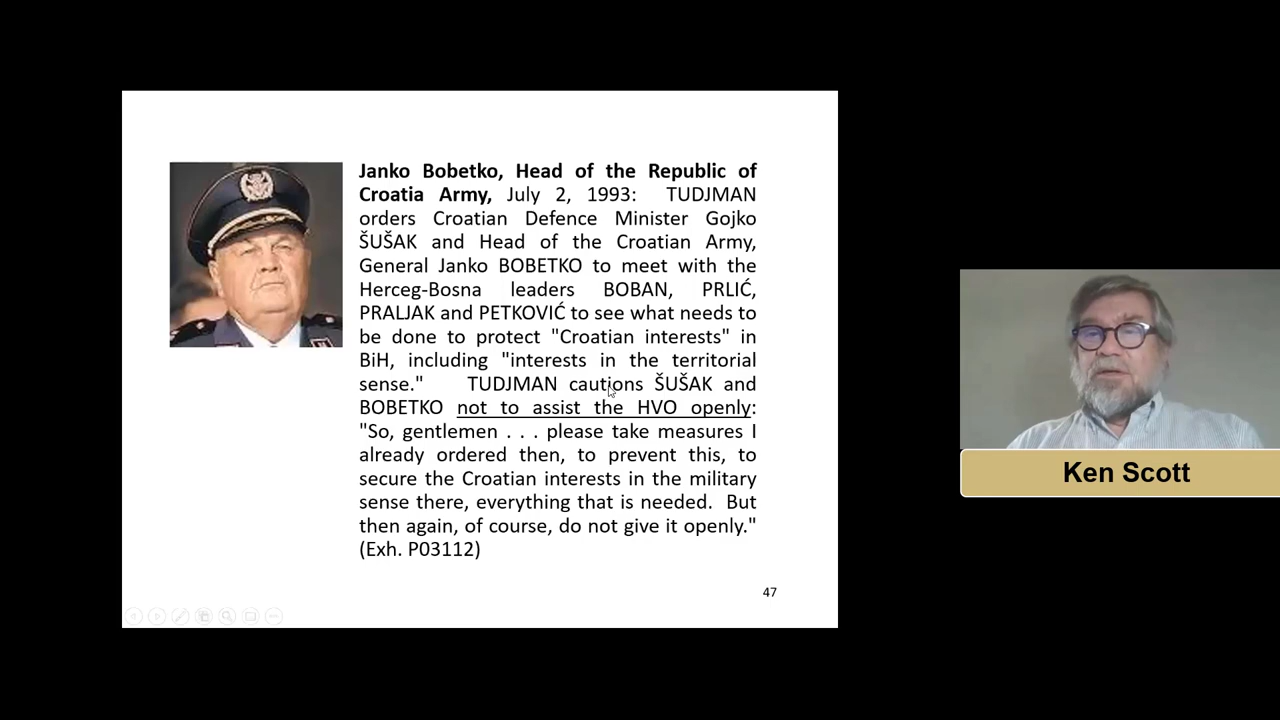 Janko Bobetko, Head of the Republic of
Croatia Army, July 2, 1993: TUDJMAN
orders Croatian Defence Minister Gojko
ŠUŠAK and Head of the Croatian Army,
General Janko BOBETKO to meet with the
Herceg-Bosna leaders BOBAN, PRLIĆ,
PRALJAK and PETKOVIĆ to see what needs to
be done to protect "Croatian interests" in
BiH, including "interests in the territorial
sense." TUDJMAN cautions ŠUŠAK and
BOBETKO not to assist the HVO openly:
"So, gentlemen . . . please take measures I
already ordered then, to prevent this, to
secure the Croatian interests in the military
sense there, everything that is needed. But
then again, of course, do not give it openly."
(Exh. P03112)
47
Ken Scott